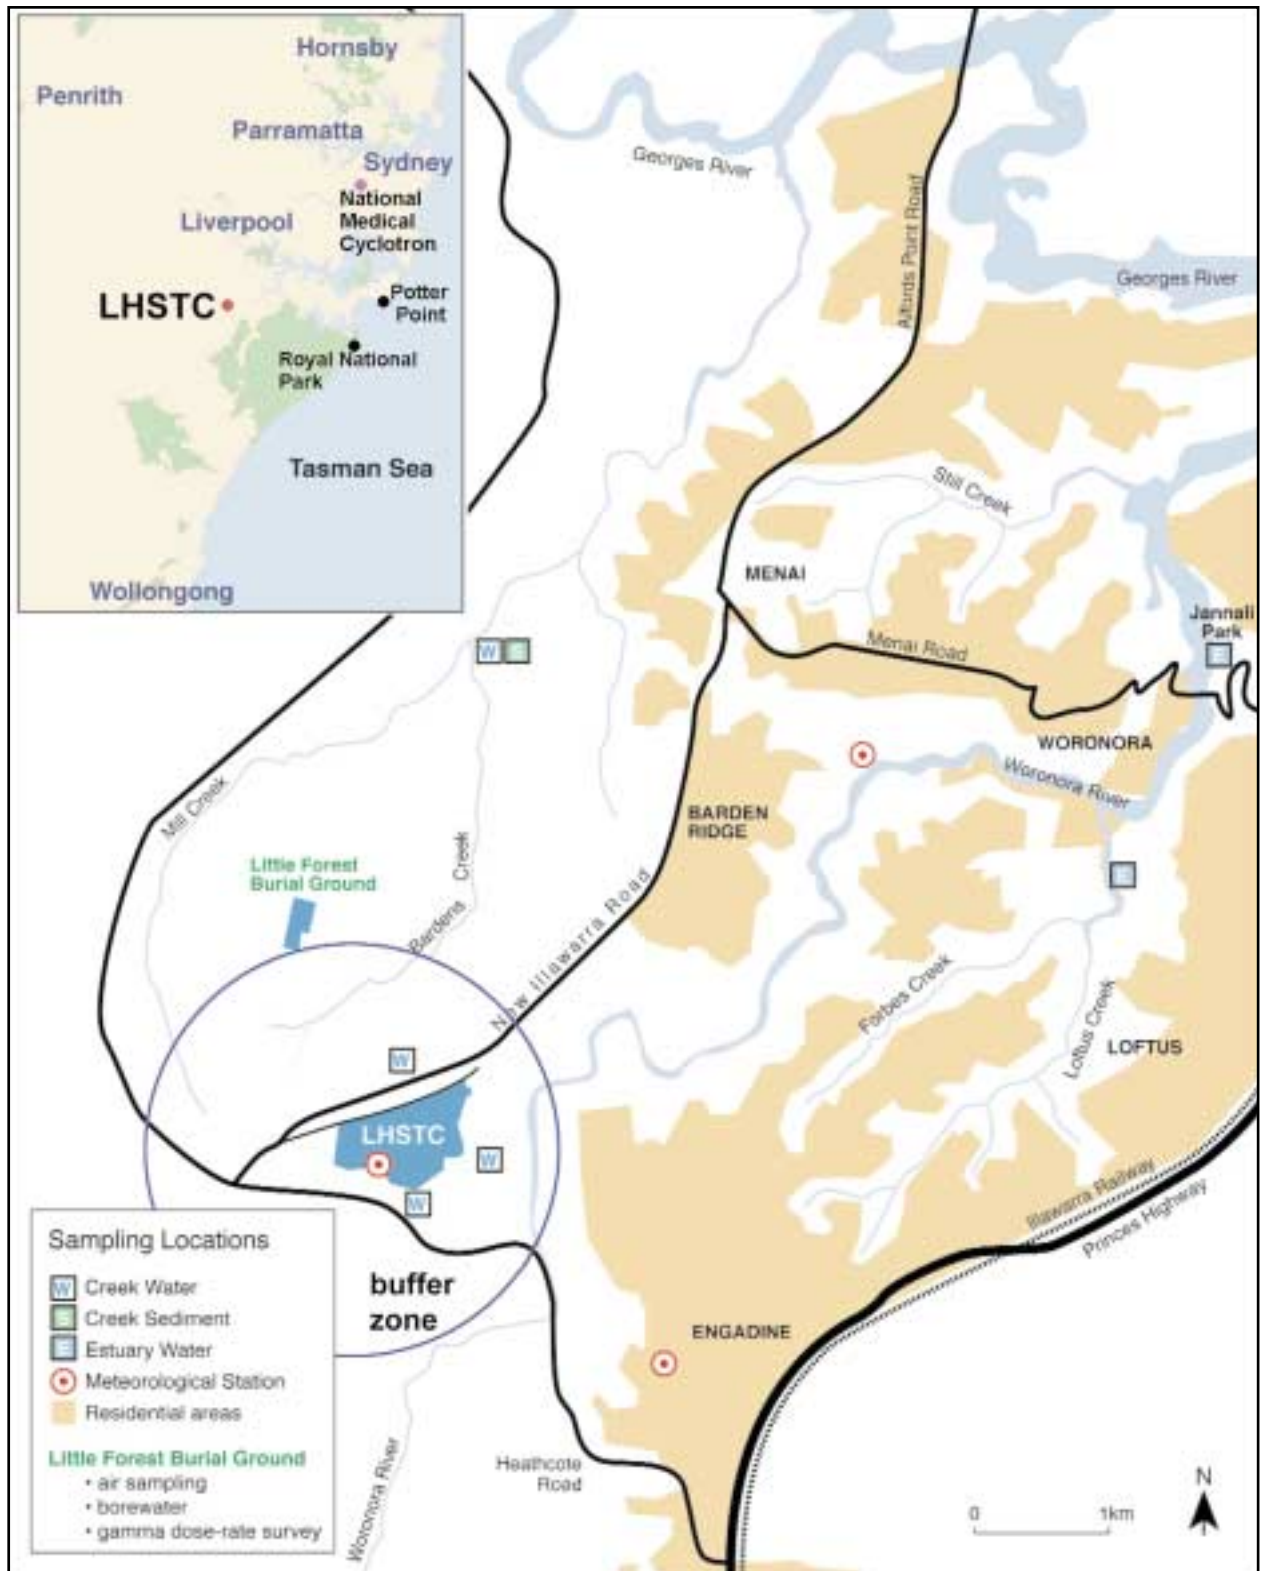 Hornsby
Penrith
Parramatta
Sydney
National
Medical
Cyclotron
Liverpool
LHSTC
Potter
Point
Royal National
Park
Tasman Sea
Wollongong
Georges River
Alfords Point Road
Georges River
Still Creek
MENAI
Menai Road
Jannali
Park
E
W S
WORONORA
Woronora River
BARDEN
RIDGE
Mill Creek
Little Forest
Burial Ground
Bardens Creek
New Illawarra Road
E
Forbes Creek
Loftus Creek
LOFTUS
W
LHSTC
W
W
Illawarra Railway
Princes Highway
buffer
zone
ENGADINE
Heathcote
Road
Woronora River
Sampling Locations
W Creek Water
S Creek Sediment
E Estuary Water
Meteorological Station
Residential areas
Little Forest Burial Ground
• air sampling
• borewater
• gamma dose-rate survey
0 1km
N